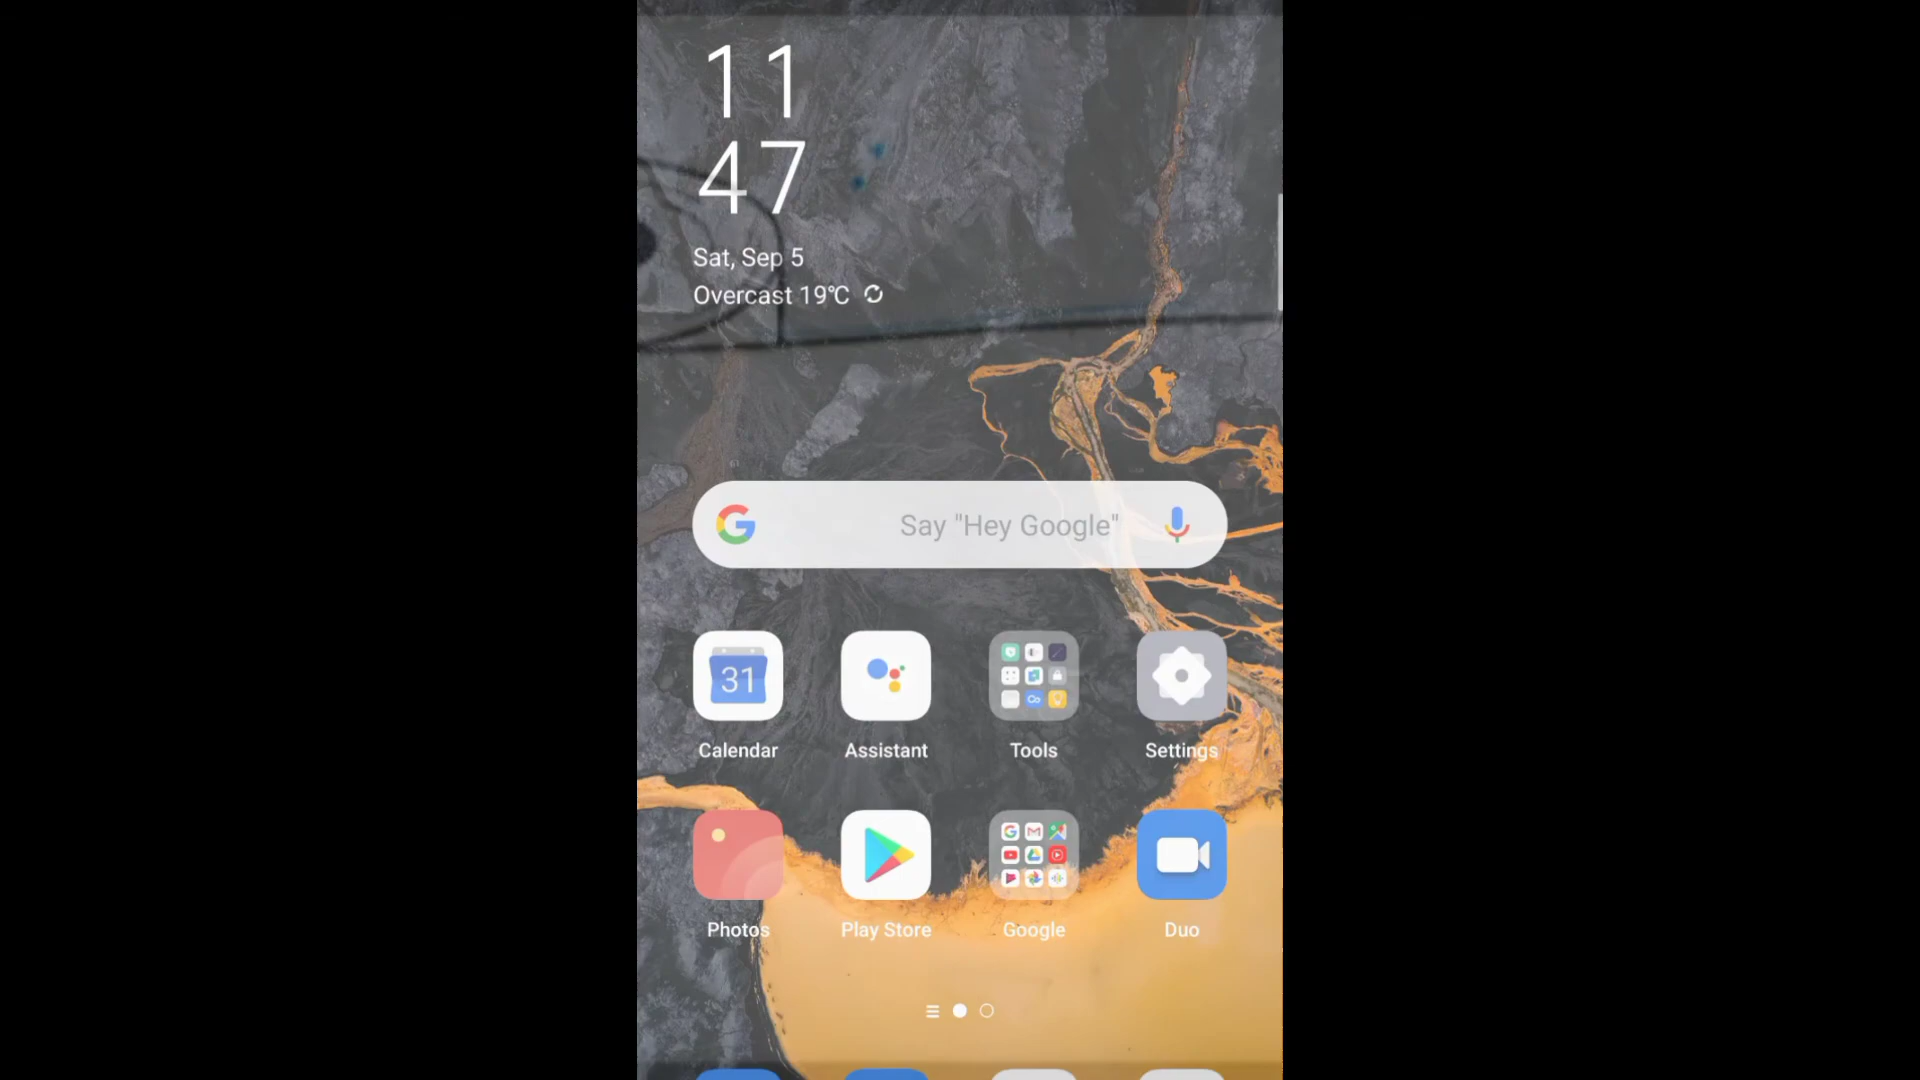 11
47
Sat, Sep 5
Overcast 19℃
Say "Hey Google"
31
Calendar
Assistant
Tools
Settings
Photos
Play Store
Google
Duo